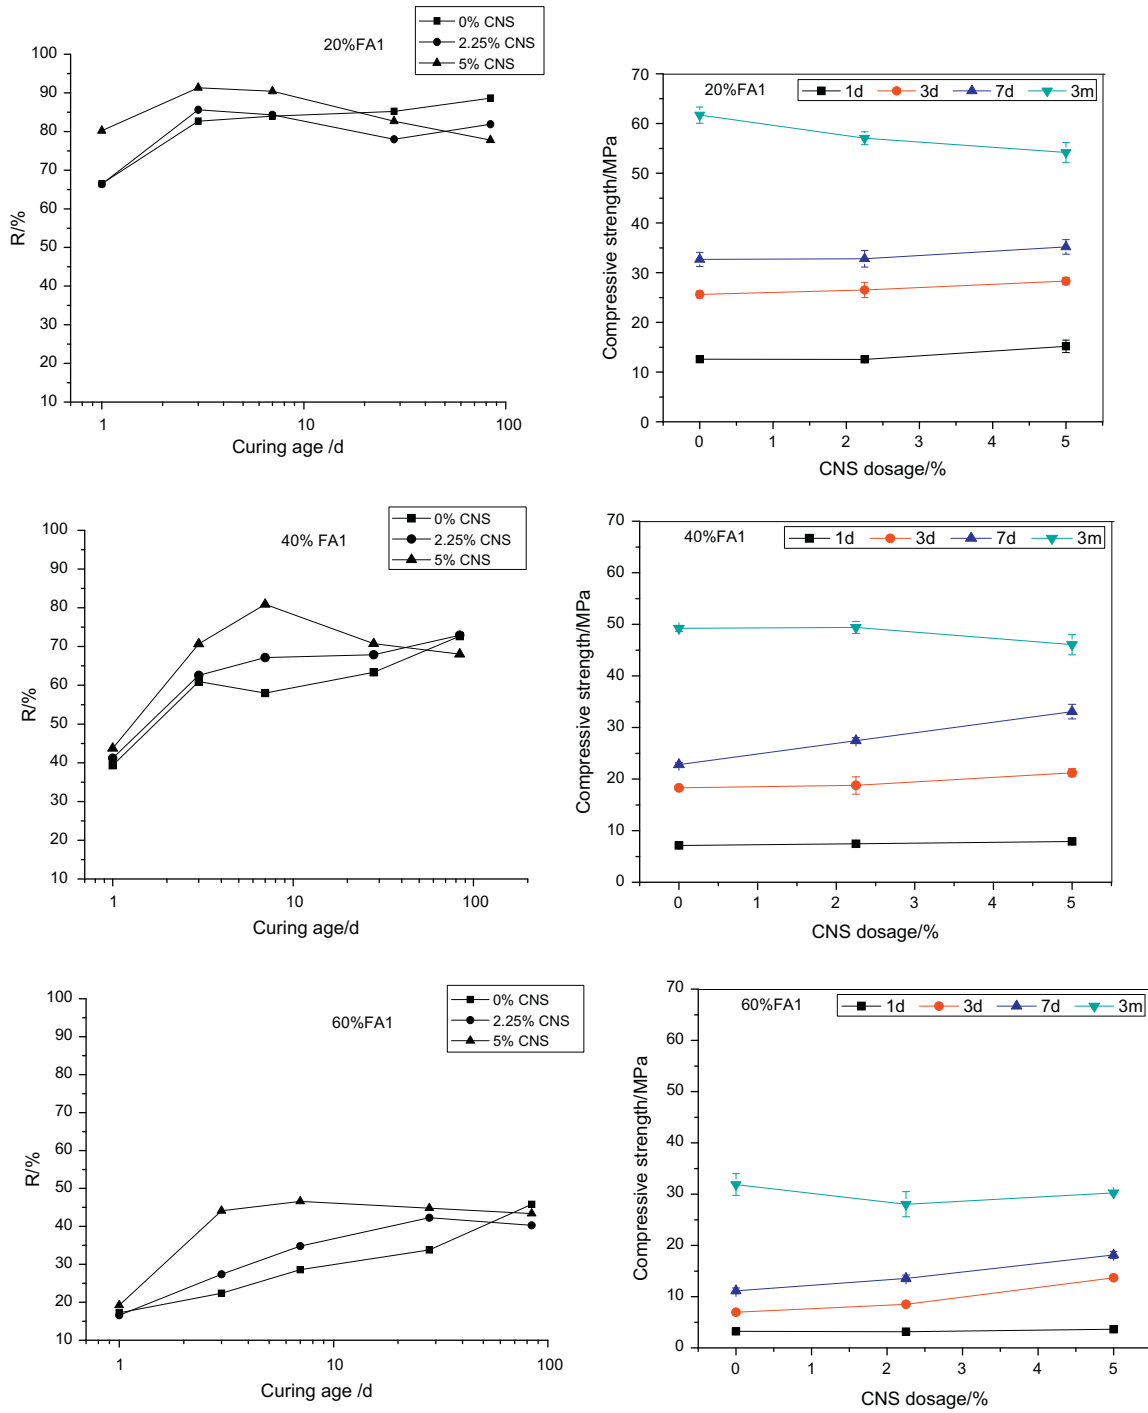 20%FA1
0% CNS
2.25% CNS
5% CNS
100
90
80
70
60
50
40
30
20
10
R/%
1
10
100
Curing age /d
20%FA1
1d
3d
7d
3m
70
60
50
40
30
20
10
0
Compressive strength/MPa
0
1
2
3
4
5
CNS dosage/%
40% FA1
0% CNS
2.25% CNS
5% CNS
100
90
80
70
60
50
40
30
20
10
R/%
1
10
100
Curing age/d
40%FA1
1d
3d
7d
3m
70
60
50
40
30
20
10
0
Compressive strength/MPa
0
1
2
3
4
5
CNS dosage/%
60%FA1
0% CNS
2.25% CNS
5% CNS
100
90
80
70
60
50
40
30
20
10
R/%
1
10
100
Curing age/d
60%FA1
1d
3d
7d
3m
70
60
50
40
30
20
10
0
Compressive strength/MPa
0
1
2
3
4
5
CNS dosage/%